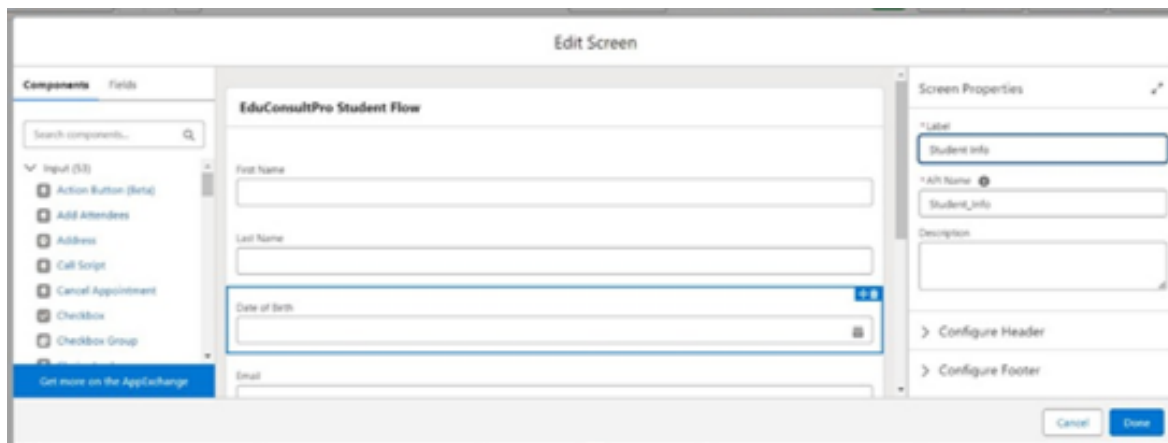 Edit Screen
Components Fields
Search components...
Input (53)
Action Button (Beta)
Add Attendees
Address
Call Script
Cancel Appointment
Checkbox
Checkbox Group
Get more on the AppExchange
EduConsultPro Student Flow
First Name
Last Name
Date of Birth
Email
Screen Properties
*Label
Student Info
*API Name
Student_Info
Description
Configure Header
Configure Footer
Cancel Done